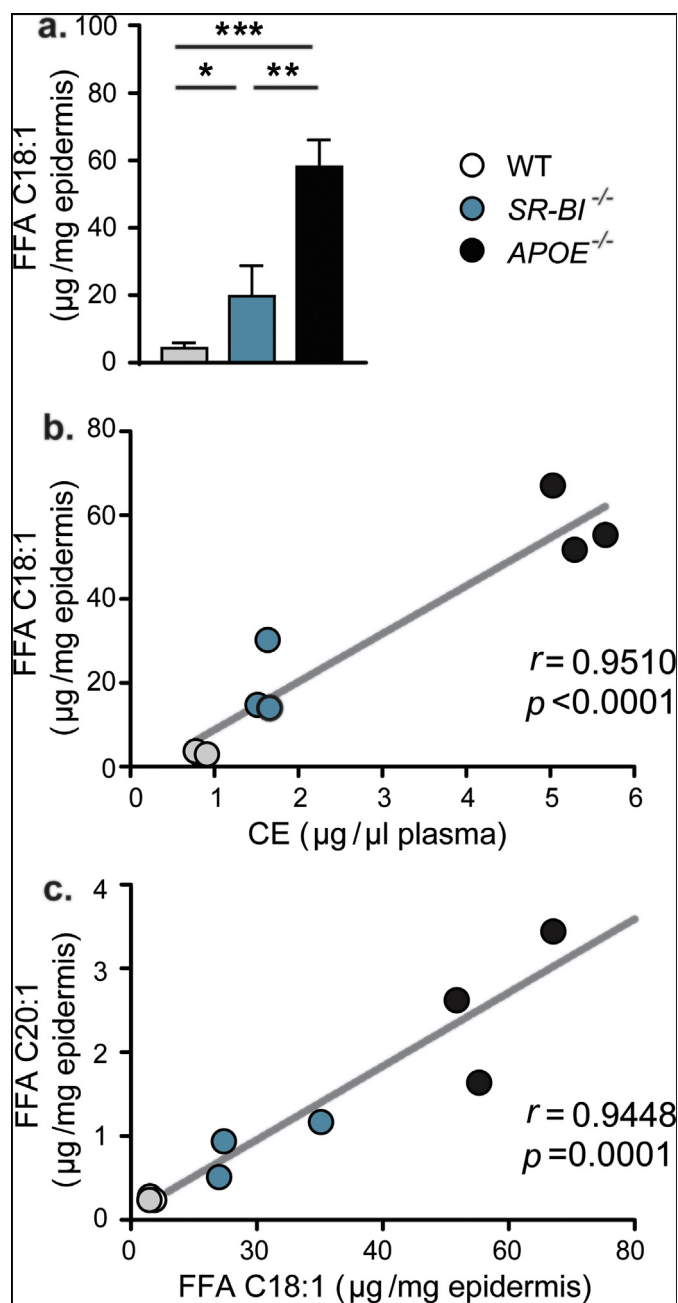 a.
100
80
60
40
20
0
FFA C18:1
(µg/mg epidermis)
***
* **
WT
SR-BI -/-
APOE -/-
b.
80
60
40
20
0
FFA C18:1
(µg/mg epidermis)
r= 0.9510
p <0.0001
0 1 2 3 4 5 6
CE (µg/µl plasma)
c.
4
3
2
1
0
FFA C20:1
(µg/mg epidermis)
r= 0.9448
p =0.0001
0 30 40 60 80
FFA C18:1 (µg/mg epidermis)